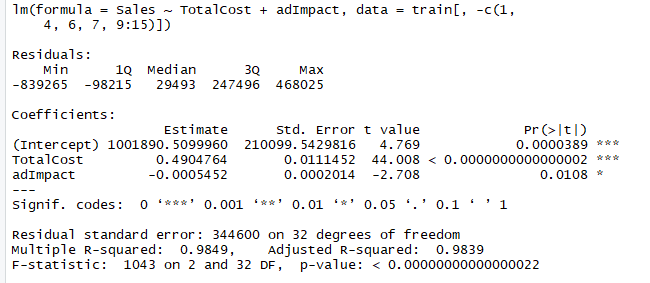 lm(formula = Sales ~ TotalCost + adImpact, data = train[, -c(1,
    4, 6, 7, 9:15)])
Residuals:
    Min      1Q  Median      3Q     Max
-839265  -98215   29493  247496  468025
Coefficients:
                 Estimate      Std. Error t value             Pr(>|t|)
(Intercept) 1001890.5099960  210099.5429816   4.769            0.0000389 ***
TotalCost         0.4904764       0.0111452  44.008 < 0.0000000000000002 ***
adImpact         -0.0005452       0.0002014  -2.708               0.0108 *
---
Signif. codes:  0 ‘***’ 0.001 ‘**’ 0.01 ‘*’ 0.05 ‘.’ 0.1 ‘ ’ 1
Residual standard error: 344600 on 32 degrees of freedom
Multiple R-squared:  0.9849,    Adjusted R-squared:  0.9839
F-statistic:  1043 on 2 and 32 DF,  p-value: < 0.00000000000000022